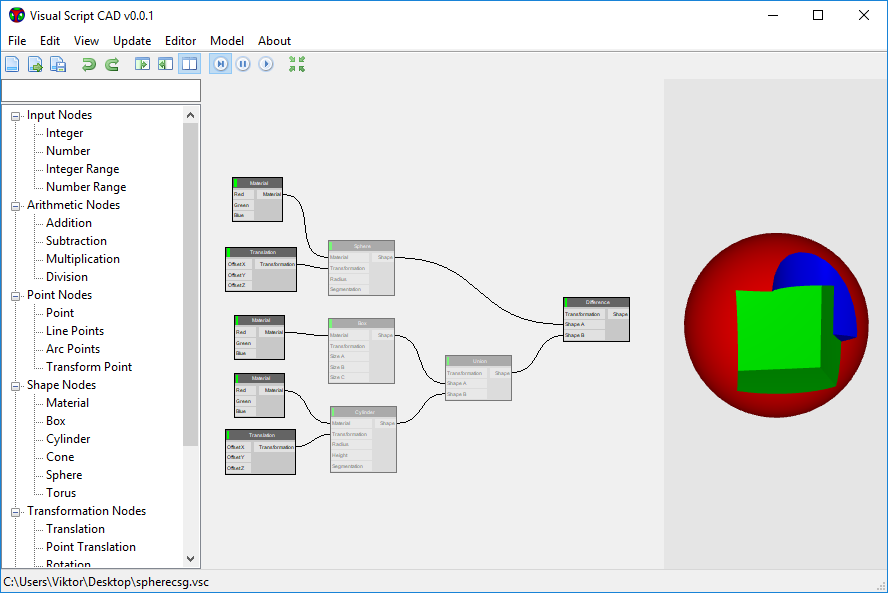 Visual Script CAD v0.0.1
File Edit View Update Editor Model About
Input Nodes
Integer
Number
Integer Range
Number Range
Arithmetic Nodes
Addition
Subtraction
Multiplication
Division
Point Nodes
Point
Line Points
Arc Points
Transform Point
Shape Nodes
Material
Box
Cylinder
Cone
Sphere
Torus
Transformation Nodes
Translation
Point Translation
Rotation
Material
Red Material
Green
Blue
Translation
OffsetX Transformation
OffsetY
OffsetZ
Sphere
Material Shape
Transformation
Radius
Segmentation
Material
Red Material
Green
Blue
Box
Material Shape
Transformation
Size A
Size B
Size C
Material
Red Material
Green
Blue
Translation
OffsetX Transformation
OffsetY
OffsetZ
Cylinder
Material Shape
Transformation
Radius
Height
Segmentation
Union
Transformation Shape
Shape A
Shape B
Difference
Transformation Shape
Shape A
Shape B
C:\Users\Viktor\Desktop\spherecsg.vsc